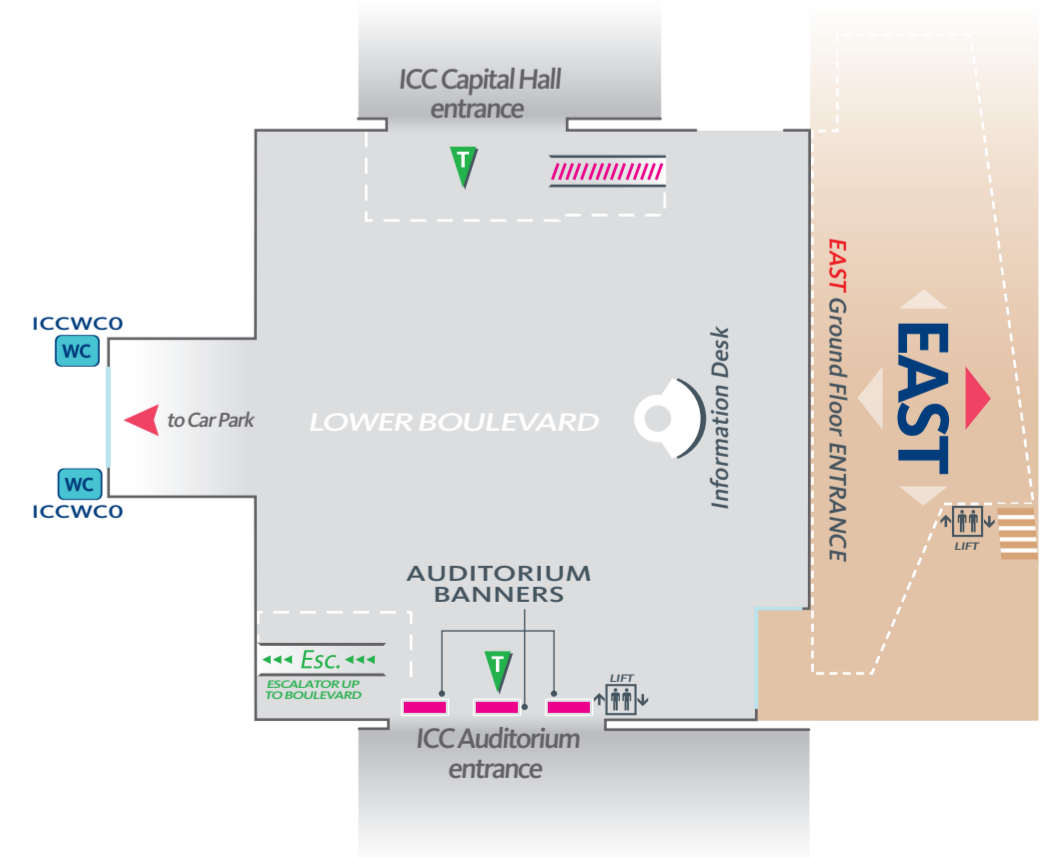 ICC Capital Hall
entrance
T
EAST Ground Floor ENTRANCE
EAST
ICCWC0
WC
to Car Park
LOWER BOULEVARD
Information Desk
WC
ICCWC0
LIFT
AUDITORIUM
BANNERS
Esc.
ESCALATOR UP
TO BOULEVARD
T
LIFT
ICC Auditorium
entrance